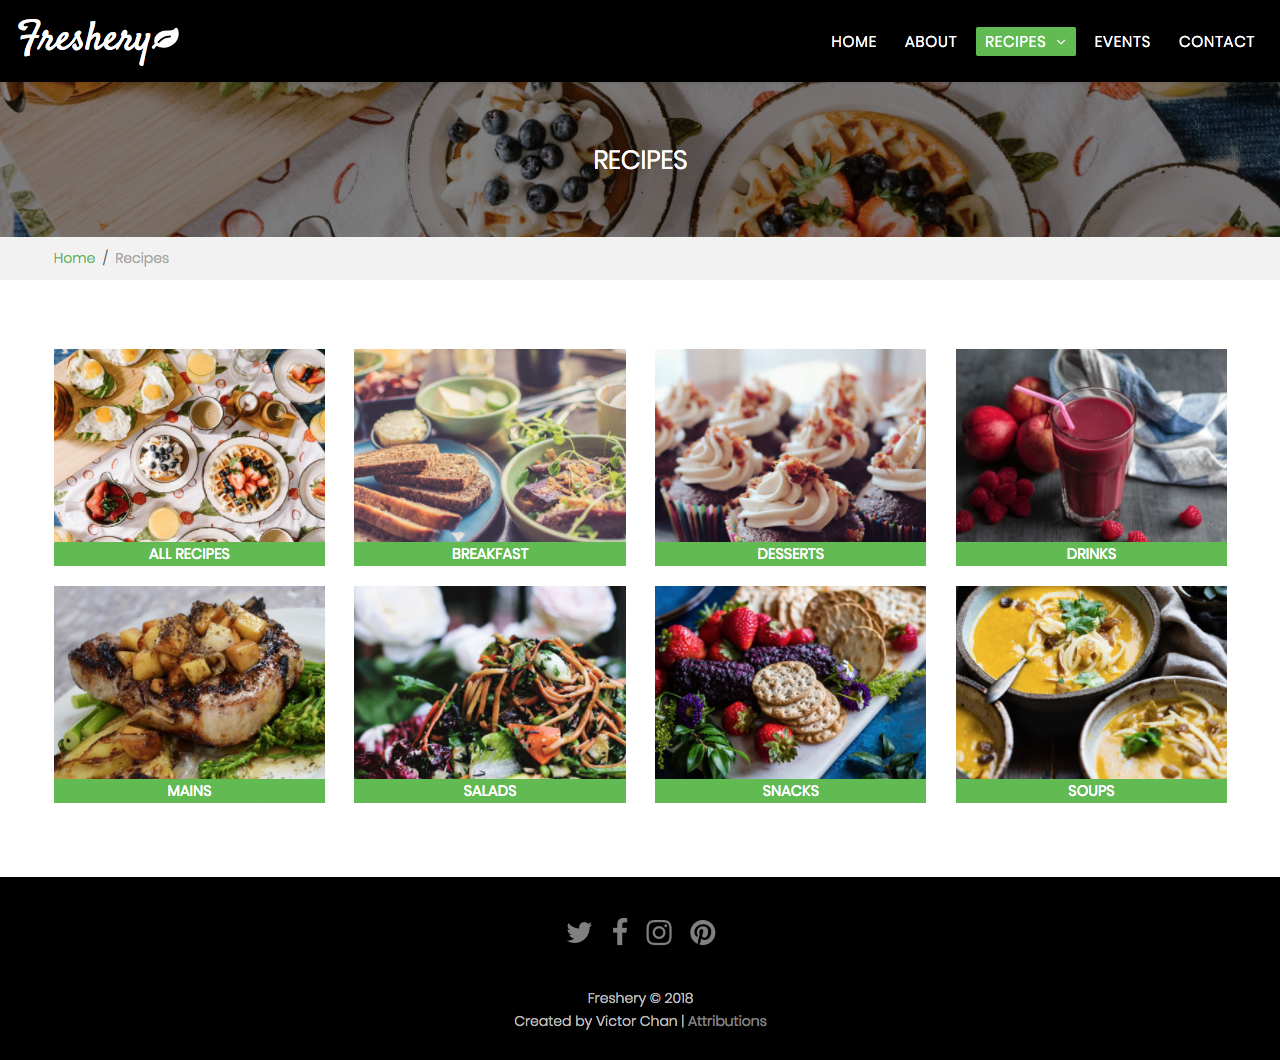 Freshery
HOME ABOUT RECIPES EVENTS CONTACT
RECIPES
Home / Recipes
ALL RECIPES BREAKFAST DESSERTS DRINKS
MAINS SALADS SNACKS SOUPS
Freshery © 2018
Created by Victor Chan | Attributions